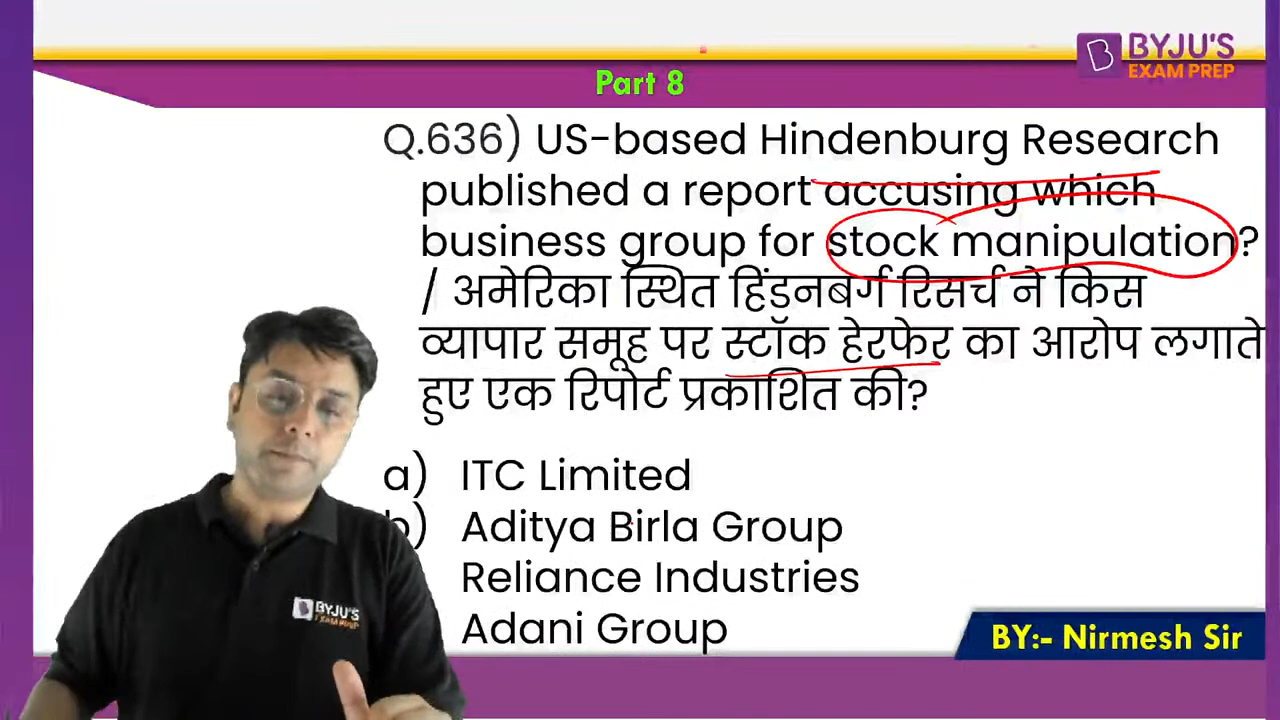 BYJU'S
EXAM PREP
Part 8
Q.636) US-based Hindenburg Research
published a report accusing which
business group for stock manipulation?
/ अमेरिका स्थित हिंडनबर्ग रिसर्च ने किस
व्यापार समूह पर स्टॉक हेरफेर का आरोप लगाते
हुए एक रिपोर्ट प्रकाशित की?
a) ITC Limited
b) Aditya Birla Group
Reliance Industries
Adani Group
BYJU'S
EXAM PREP
BY:- Nirmesh Sir